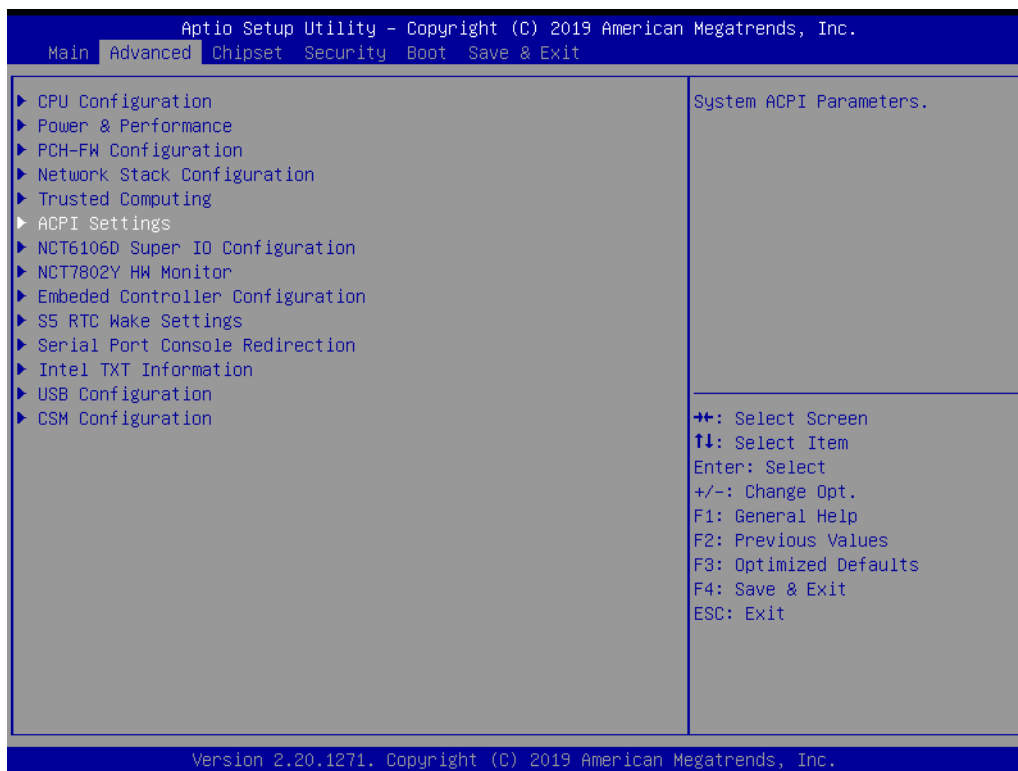 Aptio Setup Utility – Copyright (C) 2019 American Megatrends, Inc.
Main Advanced Chipset Security Boot Save & Exit
▶ CPU Configuration
▶ Power & Performance
▶ PCH-FW Configuration
▶ Network Stack Configuration
▶ Trusted Computing
▶ ACPI Settings
▶ NCT6106D Super IO Configuration
▶ NCT7802Y HW Monitor
▶ Embeded Controller Configuration
▶ S5 RTC Wake Settings
▶ Serial Port Console Redirection
▶ Intel TXT Information
▶ USB Configuration
▶ CSM Configuration
System ACPI Parameters.
→←: Select Screen
↑↓: Select Item
Enter: Select
+/-: Change Opt.
F1: General Help
F2: Previous Values
F3: Optimized Defaults
F4: Save & Exit
ESC: Exit
Version 2.20.1271. Copyright (C) 2019 American Megatrends, Inc.